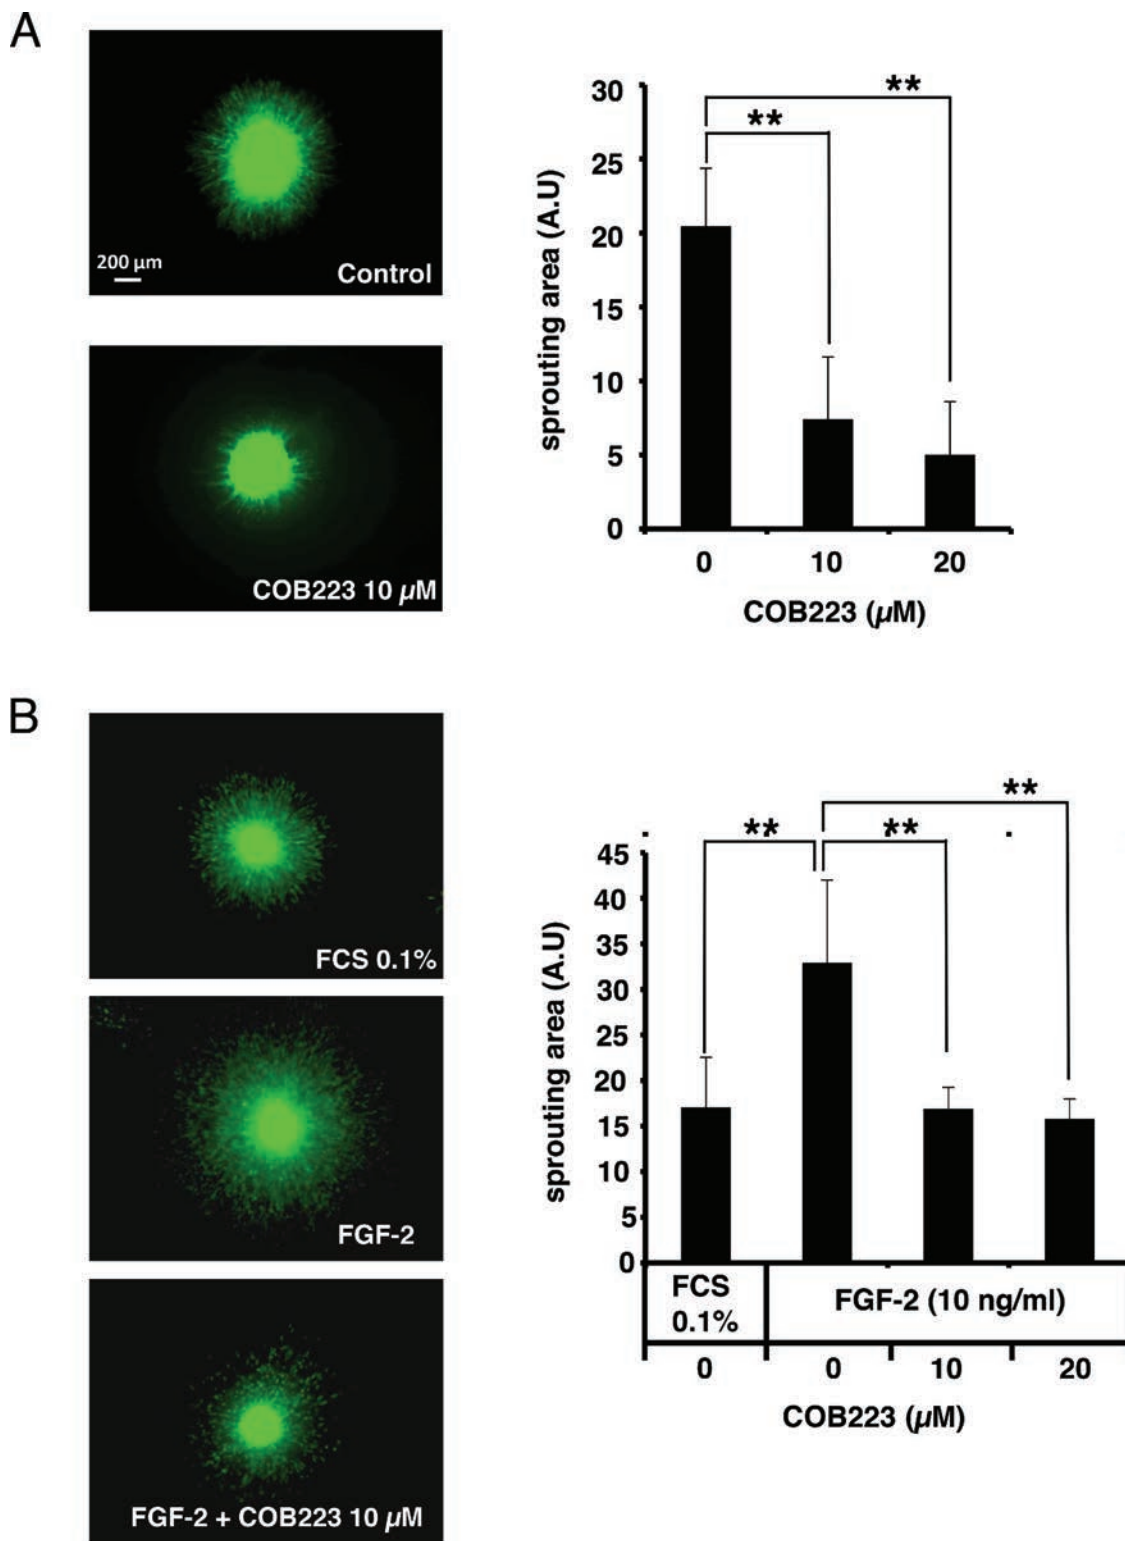 A
200 µm
Control
COB223 10 µM
**
**
30
25
20
15
10
5
0
sprouting area (A.U)
0 10 20
COB223 (µM)
B
FCS 0.1%
FGF-2
FGF-2 + COB223 10 µM
**
** **
45
40
35
30
25
20
15
10
5
0
sprouting area (A.U)
FCS
0.1%
FGF-2 (10 ng/ml)
0 0 10 20
COB223 (µM)